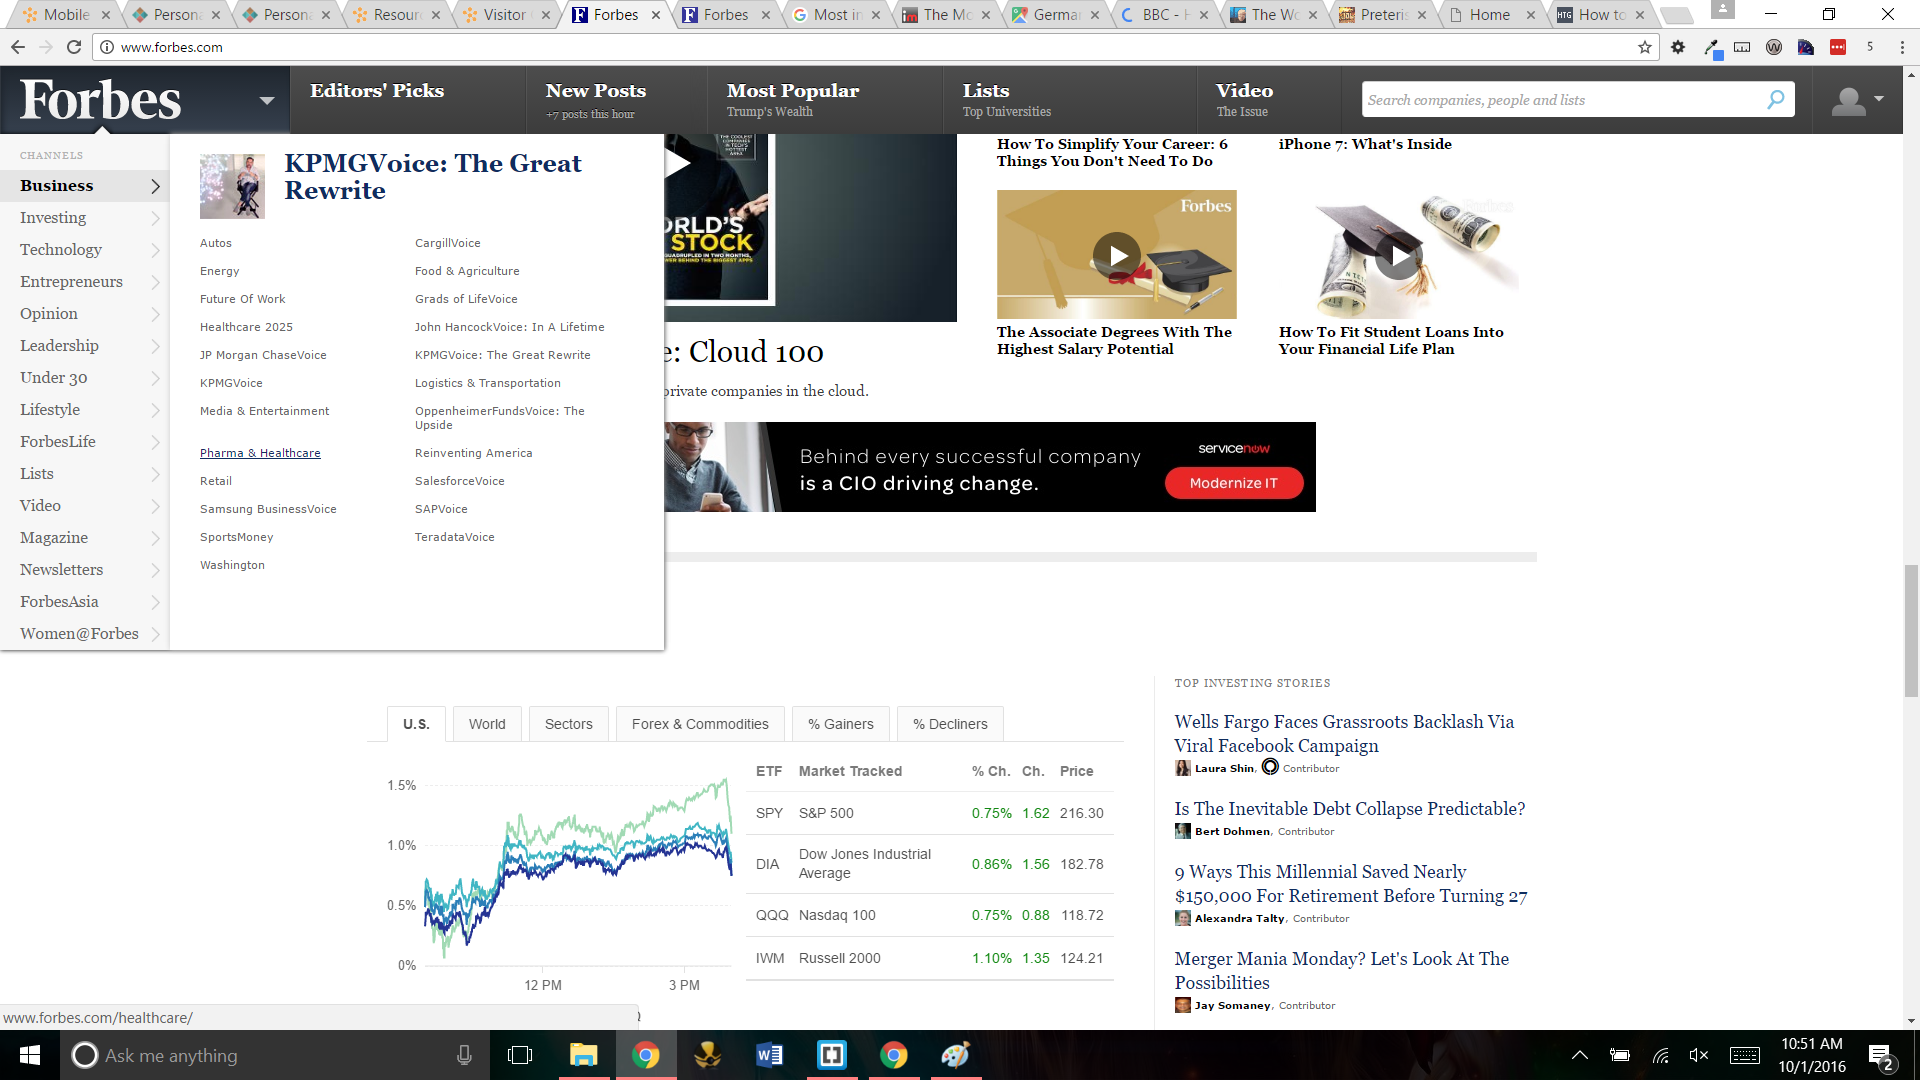 Mobile
Persona
Persona
Resour
Visitor
Forbes
Forbes
Most in
The Mo
Germa
BBC - H
The Wo
Preteris
Home
How to
www.forbes.com
5
Forbes
Editors' Picks
New Posts
+7 posts this hour
Most Popular
Trump's Wealth
Lists
Top Universities
Video
The Issue
Search companies, people and lists
CHANNELS
Business
Investing
Technology
Entrepreneurs
Opinion
Leadership
Under 30
Lifestyle
ForbesLife
Lists
Video
Magazine
Newsletters
ForbesAsia
Women@Forbes
KPMGVoice: The Great
Rewrite
Autos
Energy
Future Of Work
Healthcare 2025
JP Morgan ChaseVoice
KPMGVoice
Media & Entertainment
Pharma & Healthcare
Retail
Samsung BusinessVoice
SportsMoney
Washington
CargillVoice
Food & Agriculture
Grads of LifeVoice
John HancockVoice: In A Lifetime
KPMGVoice: The Great Rewrite
Logistics & Transportation
OppenheimerFundsVoice: The
Upside
Reinventing America
SalesforceVoice
SAPVoice
TeradataVoice
ORLD'S
STOCK
e: Cloud 100
private companies in the cloud.
How To Simplify Your Career: 6
Things You Don't Need To Do
iPhone 7: What's Inside
Forbes
The Associate Degrees With The
Highest Salary Potential
How To Fit Student Loans Into
Your Financial Life Plan
Behind every successful company
is a CIO driving change.
servicenow
Modernize IT
U.S.
World
Sectors
Forex & Commodities
% Gainers
% Decliners
1.5%
1.0%
0.5%
0%
12 PM
3 PM
ETF Market Tracked % Ch. Ch. Price
SPY S&P 500 0.75% 1.62 216.30
DIA Dow Jones Industrial
Average 0.86% 1.56 182.78
QQQ Nasdaq 100 0.75% 0.88 118.72
IWM Russell 2000 1.10% 1.35 124.21
TOP INVESTING STORIES
Wells Fargo Faces Grassroots Backlash Via
Viral Facebook Campaign
Laura Shin, Contributor
Is The Inevitable Debt Collapse Predictable?
Bert Dohmen, Contributor
9 Ways This Millennial Saved Nearly
$150,000 For Retirement Before Turning 27
Alexandra Talty, Contributor
Merger Mania Monday? Let's Look At The
Possibilities
Jay Somaney, Contributor
www.forbes.com/healthcare/
Ask me anything
10:51 AM
10/1/2016
2